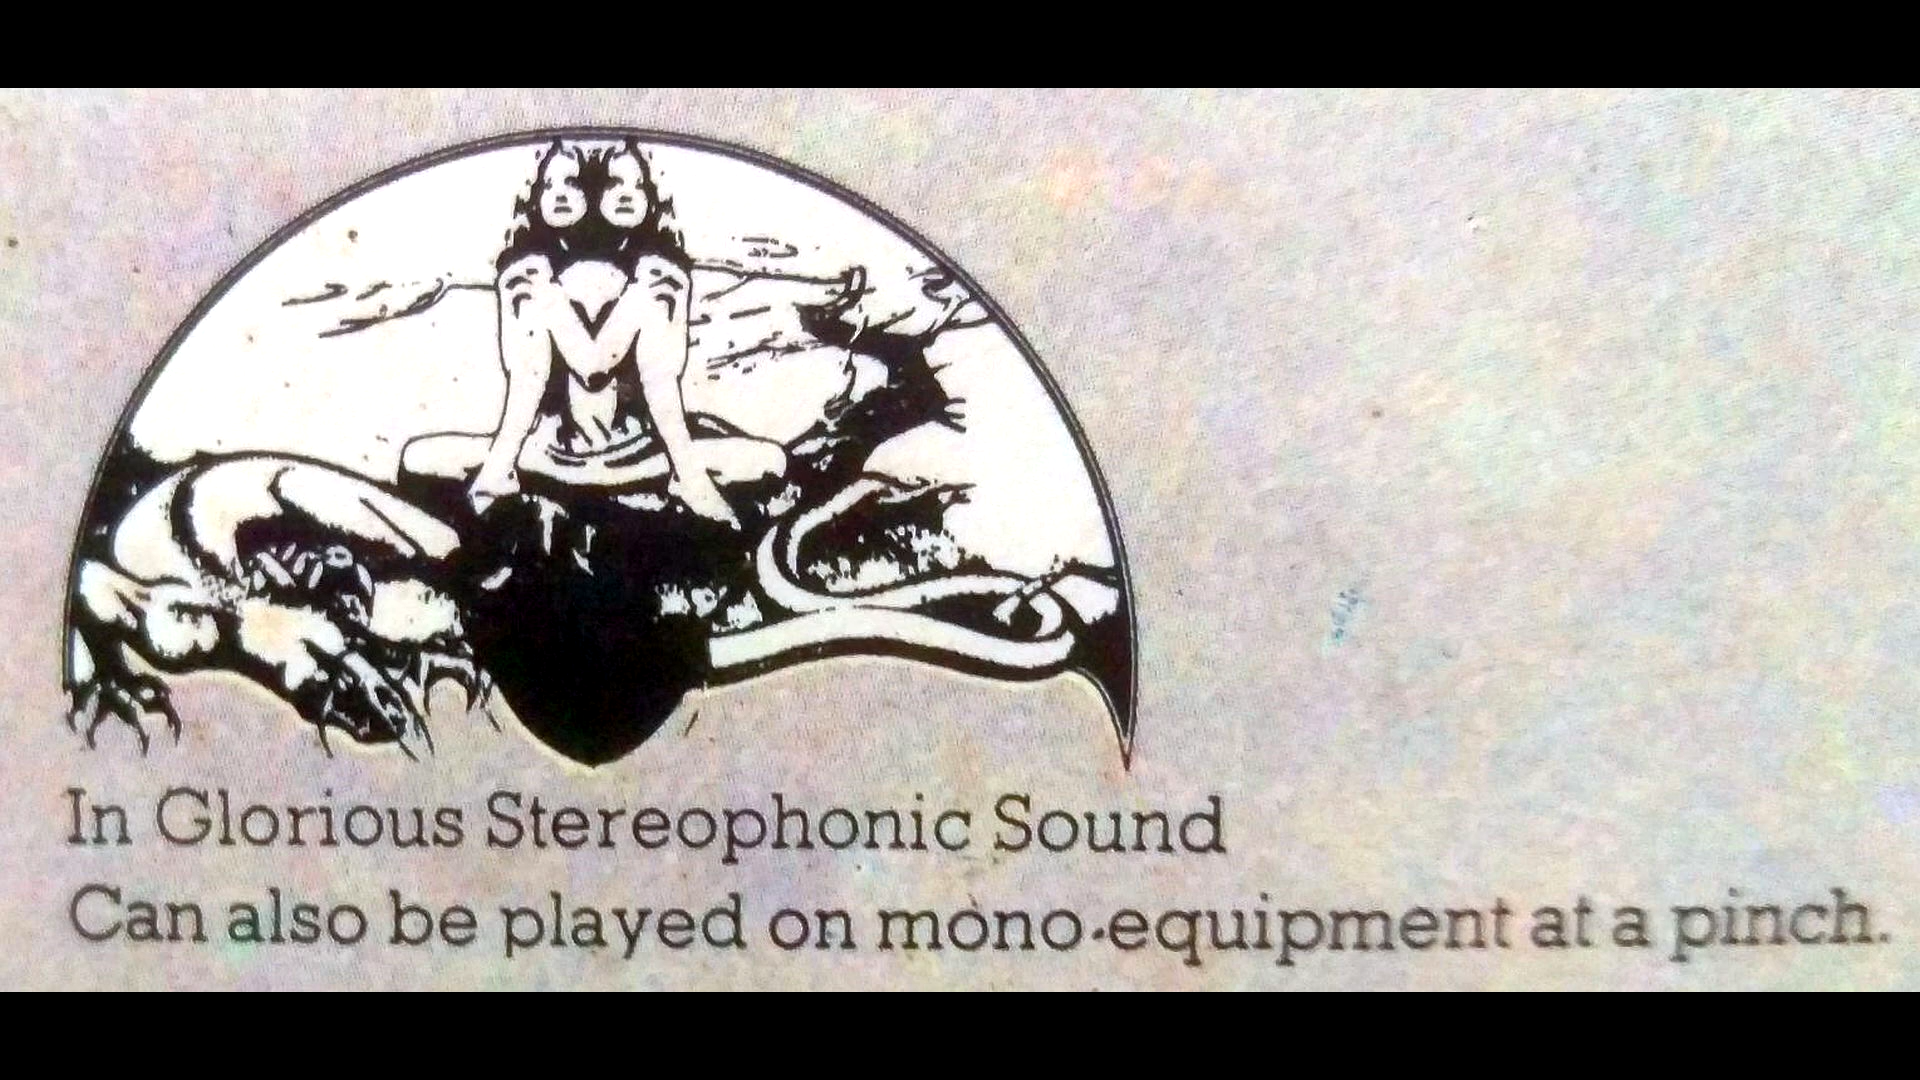 In Glorious Stereophonic Sound
Can also be played on mono-equipment at a pinch.